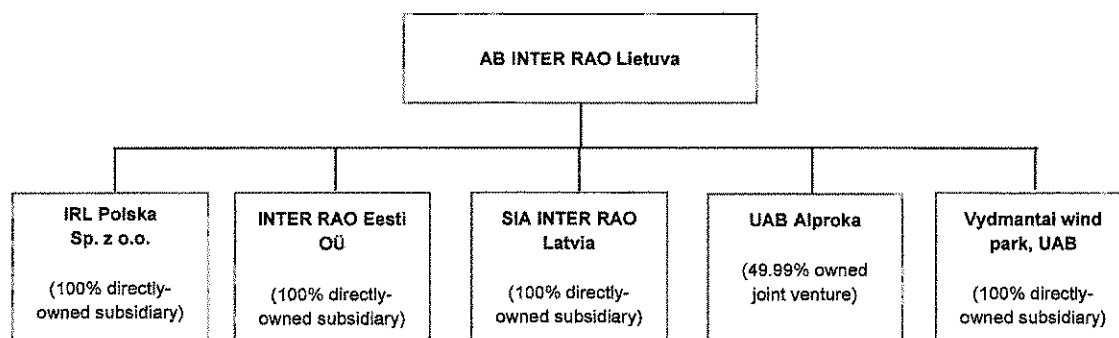 AB INTER RAO Lietuva
IRL Polska
Sp. z o.o.
(100% directly-
owned subsidiary)
INTER RAO Eesti
OÜ
(100% directly-
owned subsidiary)
SIA INTER RAO
Latvia
(100% directly-
owned subsidiary)
UAB Alproka
(49.99% owned
joint venture)
Vydmantai wind
park, UAB
(100% directly-
owned subsidiary)